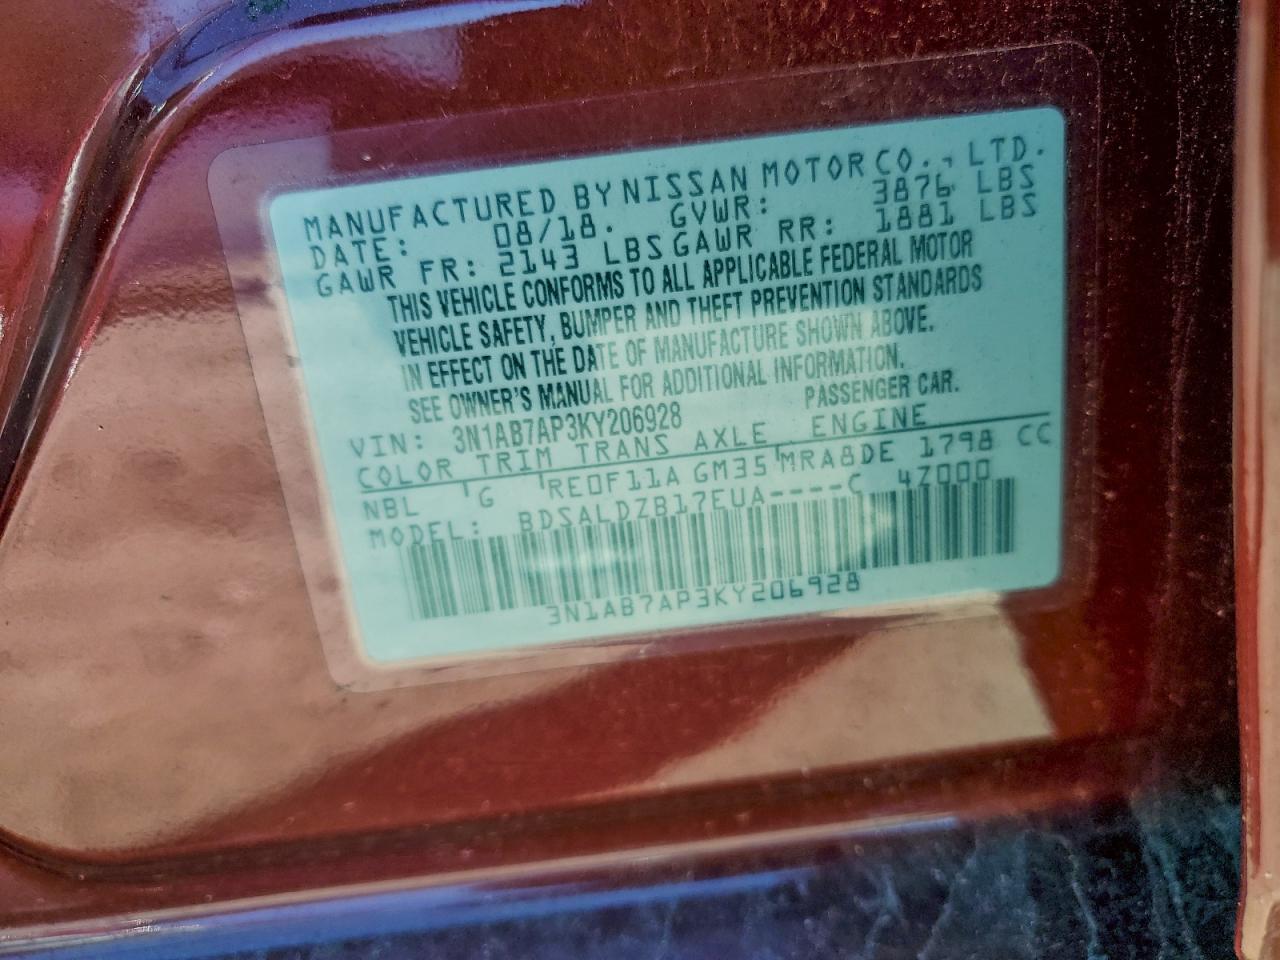 MANUFACTURED BY NISSAN MOTOR CO., LTD.
DATE: 08/18. GVWR: 3876 LBS
GAWR FR: 2143 LBS GAWR RR: 1881 LBS
THIS VEHICLE CONFORMS TO ALL APPLICABLE FEDERAL MOTOR
VEHICLE SAFETY, BUMPER AND THEFT PREVENTION STANDARDS
IN EFFECT ON THE DATE OF MANUFACTURE SHOWN ABOVE.
SEE OWNER'S MANUAL FOR ADDITIONAL INFORMATION.
VIN: 3N1AB7AP3KY206928 PASSENGER CAR.
COLOR TRIM TRANS AXLE ENGINE
NBL G RE0F11A GM35 MRA8DE 1798 CC
MODEL: BDSALDZB17EUA----C 4Z000
3N1AB7AP3KY206928